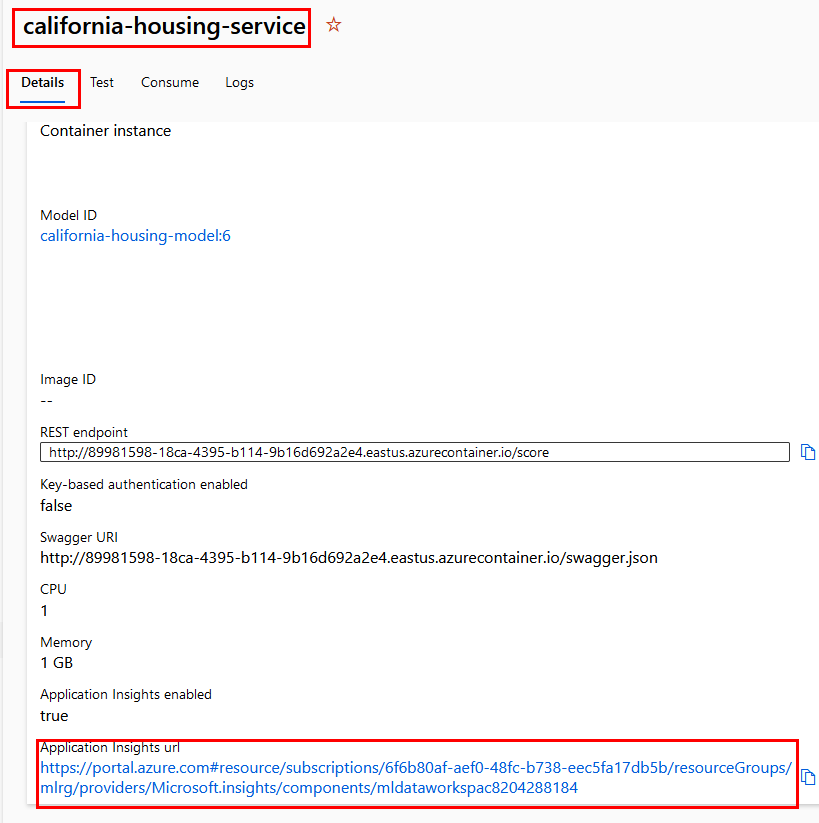 california-housing-service
Details Test Consume Logs
Container instance
Model ID
california-housing-model:6
Image ID
--
REST endpoint
http://89981598-18ca-4395-b114-9b16d692a2e4.eastus.azurecontainer.io/score
Key-based authentication enabled
false
Swagger URI
http://89981598-18ca-4395-b114-9b16d692a2e4.eastus.azurecontainer.io/swagger.json
CPU
1
Memory
1 GB
Application Insights enabled
true
Application Insights url
https://portal.azure.com#resource/subscriptions/6f6b80af-aef0-48fc-b738-eec5fa17db5b/resourceGroups/
mlrg/providers/Microsoft.insights/components/mldataworkspac8204288184